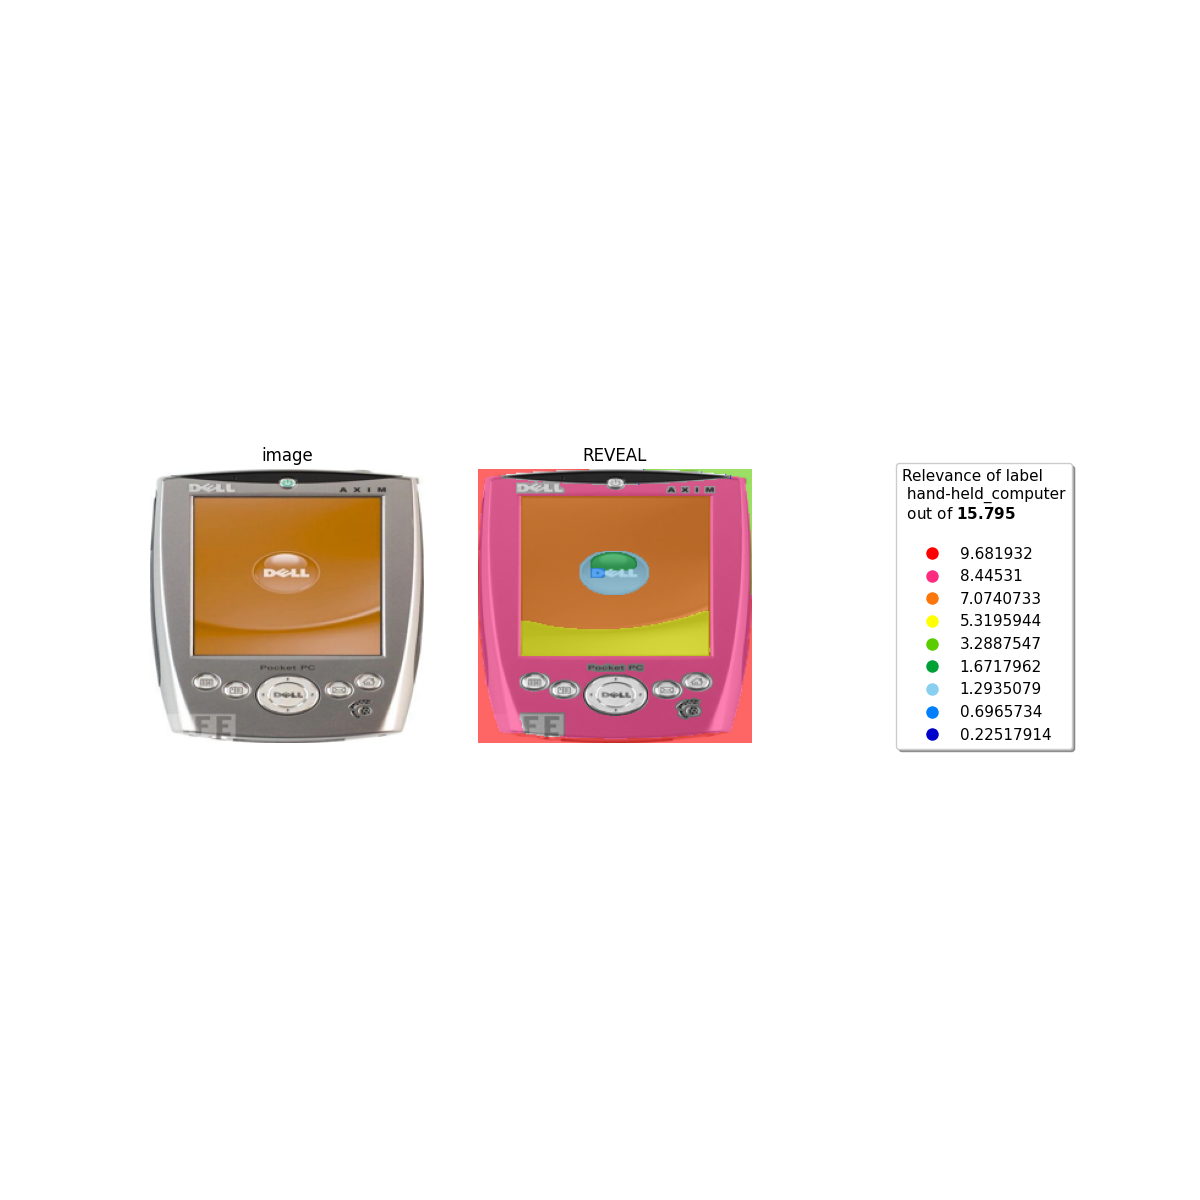 image
REVEAL
DELL
AXIM
DELL
Pocket PC
DELL
DELL
AXIM
DELL
Pocket PC
DELL
Relevance of label
hand-held_computer
out of 15.795
9.681932
8.44531
7.0740733
5.3195944
3.2887547
1.6717962
1.2935079
0.6965734
0.22517914